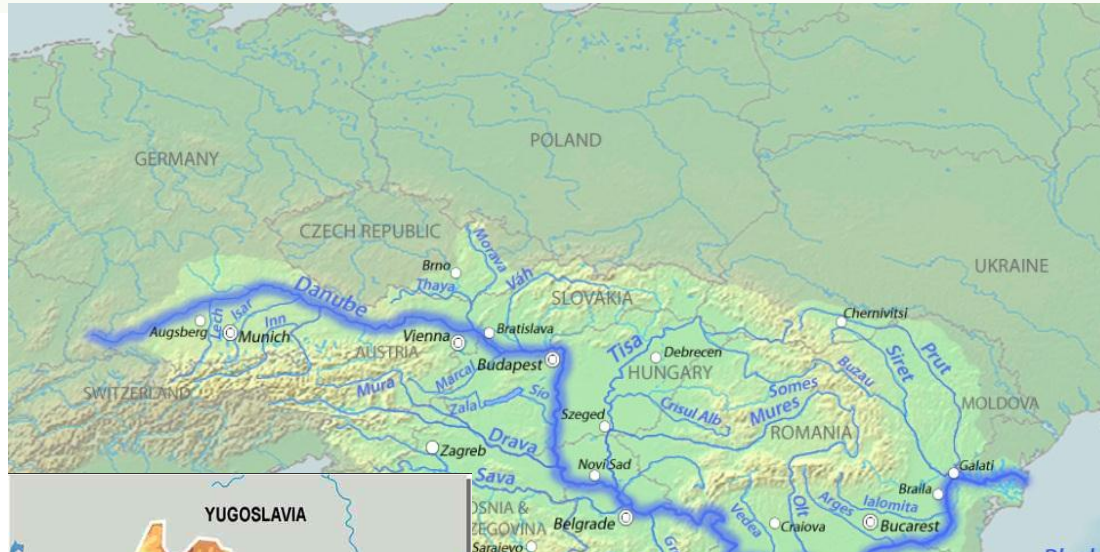 POLAND
GERMANY
CZECH REPUBLIC
Morava
UKRAINE
Brno
Váh
Thaya
Danube
SLOVAKIA
Chernivitsi
Augsberg
Lech
Isar
Inn
Munich
Vienna
Bratislava
AUSTRIA
Budapest
Tisa
Debrecen
HUNGARY
Prut
Siret
Buzau
SWITZERLAND
Mura
Marcal
Sio
Zala
Somes
Crisul Alb
Mures
MOLDOVA
Szeged
ROMANIA
Drava
Zagreb
Novi Sad
Galati
Sava
Braila
YUGOSLAVIA
Belgrade
Vedea
Olt
Arges
Ialomita
Craiova
Bucarest
Sarajevo